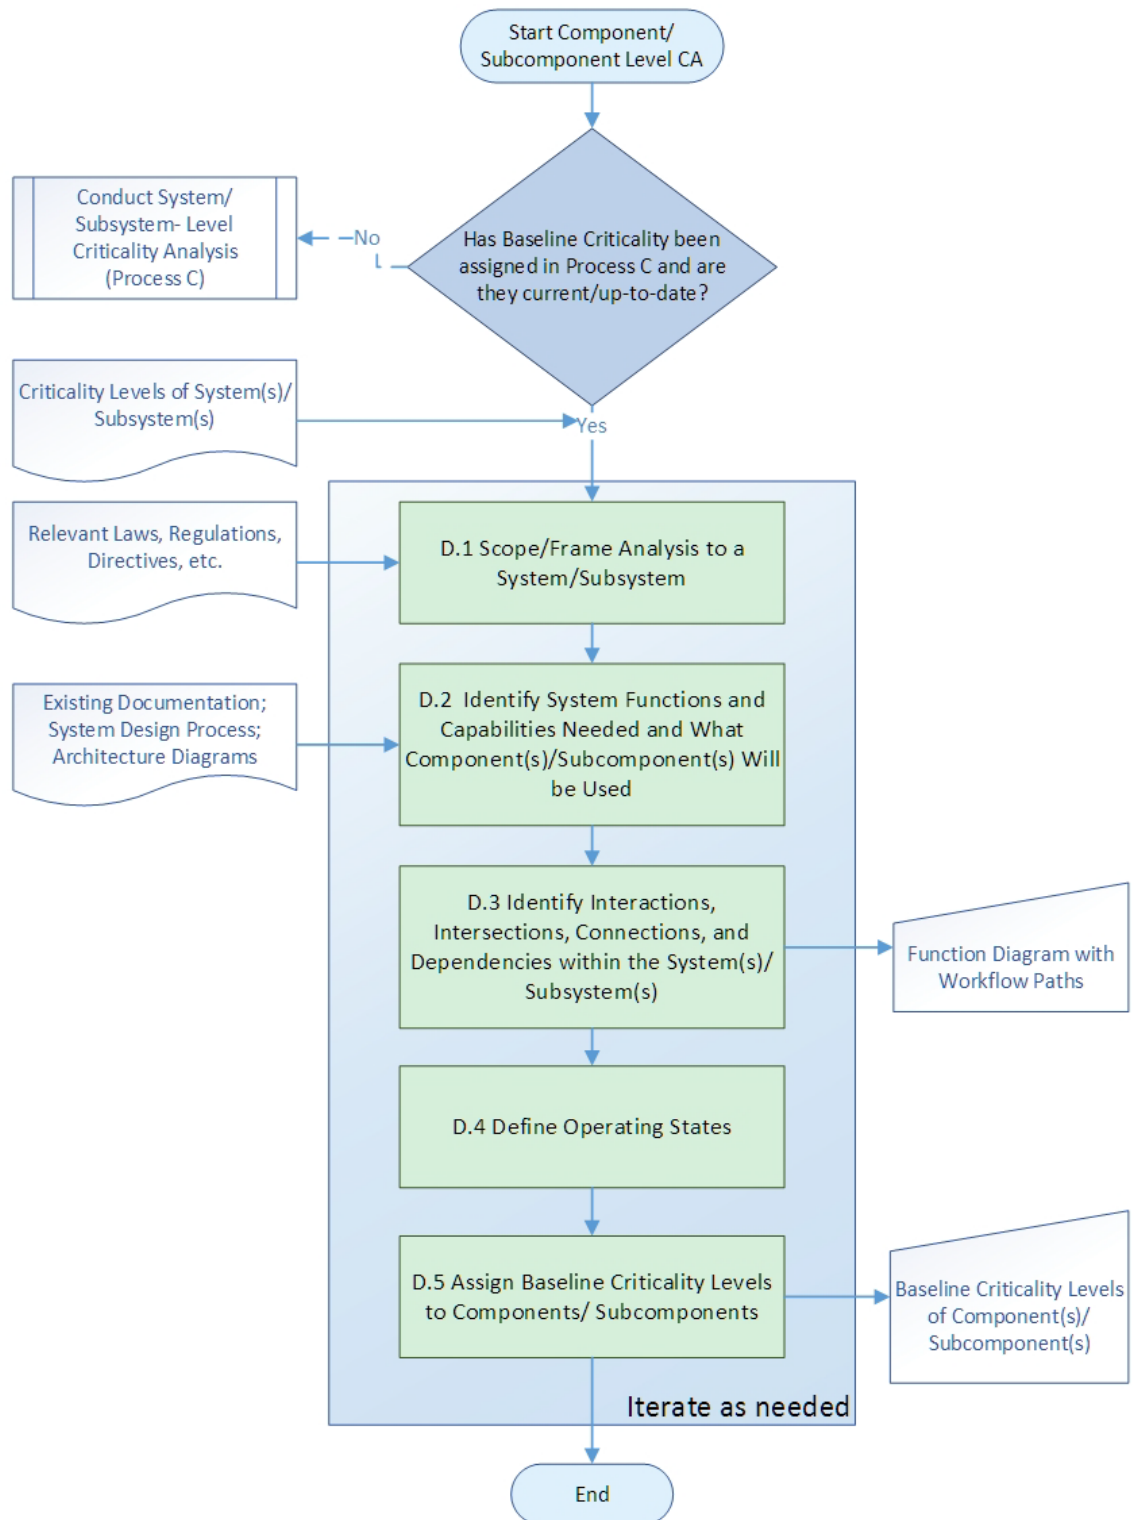 Start Component/
Subcomponent Level CA
Has Baseline Criticality been
assigned in Process C and are
they current/up-to-date?
No
Conduct System/
Subsystem- Level
Criticality Analysis
(Process C)
Criticality Levels of System(s)/
Subsystem(s)
Yes
Relevant Laws, Regulations,
Directives, etc.
D.1 Scope/Frame Analysis to a
System/Subsystem
Existing Documentation;
System Design Process;
Architecture Diagrams
D.2 Identify System Functions and
Capabilities Needed and What
Component(s)/Subcomponent(s) Will
be Used
D.3 Identify Interactions,
Intersections, Connections, and
Dependencies within the System(s)/
Subsystem(s)
Function Diagram with
Workflow Paths
D.4 Define Operating States
D.5 Assign Baseline Criticality Levels
to Components/ Subcomponents
Baseline Criticality Levels
of Component(s)/
Subcomponent(s)
Iterate as needed
End